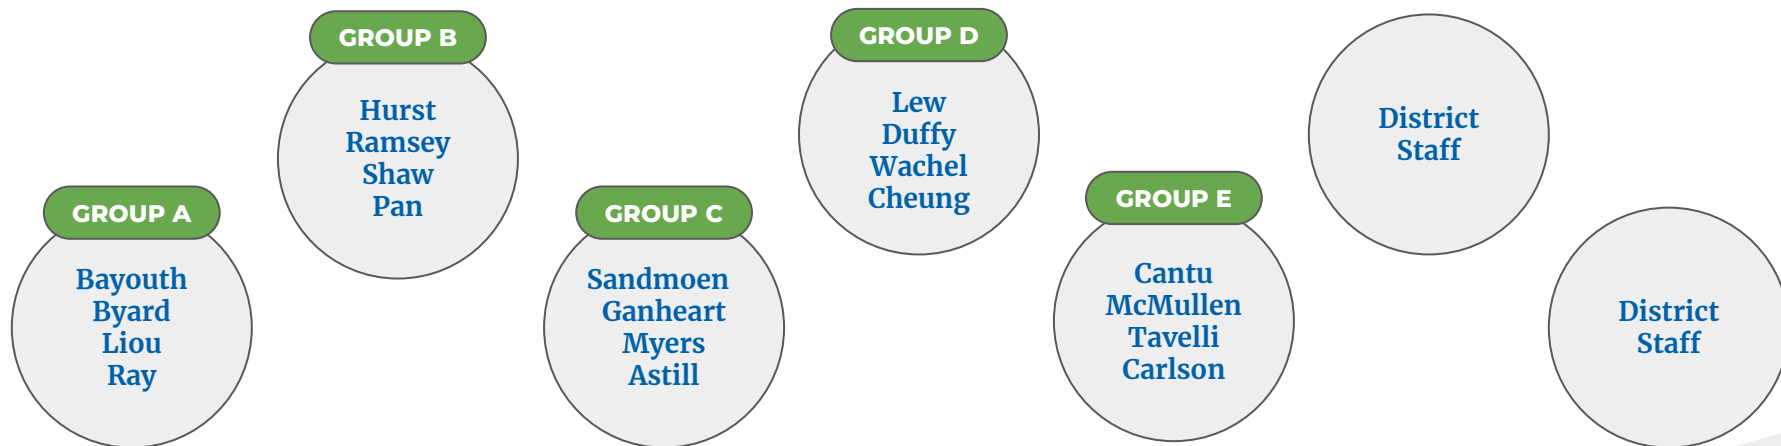 GROUP A
Bayouth
Byard
Liou
Ray
GROUP B
Hurst
Ramsey
Shaw
Pan
GROUP C
Sandmoen
Ganheart
Myers
Astill
GROUP D
Lew
Duffy
Wachel
Cheung
GROUP E
Cantu
McMullen
Tavelli
Carlson
District
Staff
District
Staff